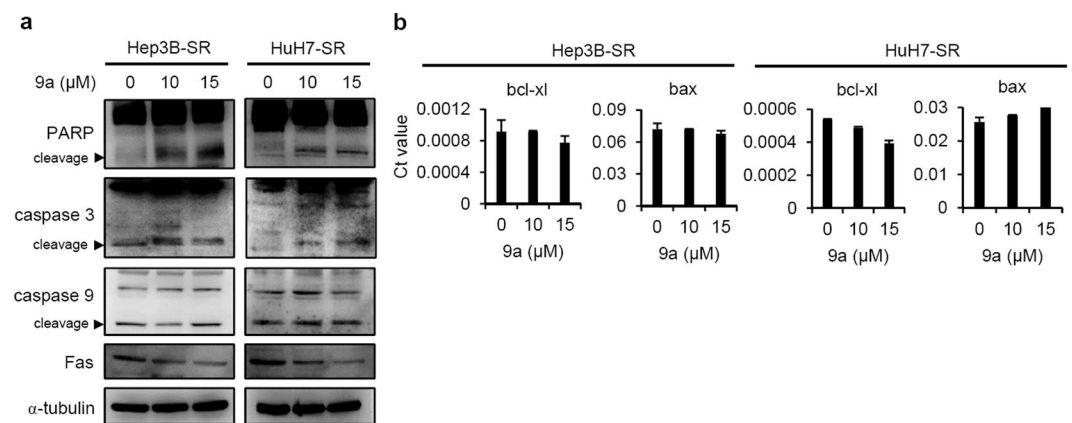 a
Hep3B-SR HuH7-SR
9a (μM) 0 10 15 0 10 15
PARP
cleavage
caspase 3
cleavage
caspase 9
cleavage
Fas
α-tubulin
b
Hep3B-SR HuH7-SR
bcl-xl bax bcl-xl bax
Ct value
0.0012
0.0008
0.0004
0
0 10 15
9a (μM)
0.09
0.06
0.03
0
0 10 15
9a (μM)
0.0006
0.0004
0.0002
0
0 10 15
9a (μM)
0.03
0.02
0.01
0
0 10 15
9a (μM)